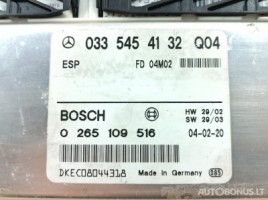 033 545 41 32 Q04
ESP FD 04M02
BOSCH HW 29/02
SW 29/03
0 265 109 516 04-02-20
DKEC08044318 Made in Germany
autoplius.lt